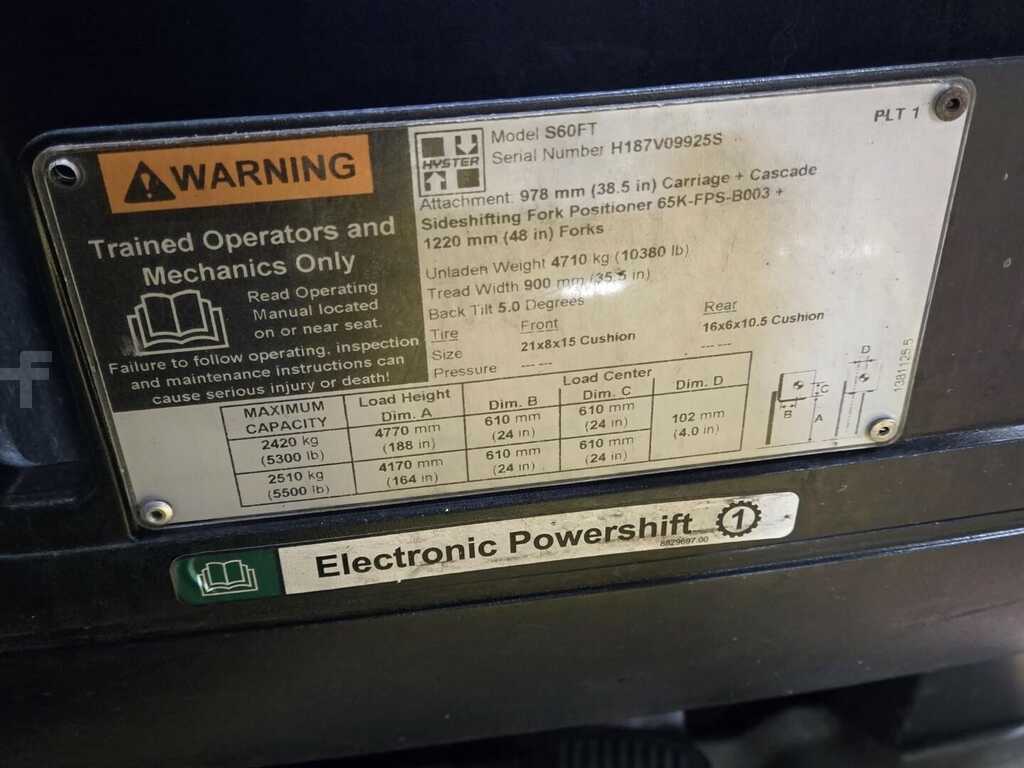 WARNING
Trained Operators and
Mechanics Only
Read Operating
Manual located
on or near seat.
Failure to follow operating, inspection
and maintenance instructions can
cause serious injury or death!
HYSTER
Model S60FT
Serial Number H187V09925S
PLT 1
Attachment 978 mm (38.5 in) Carriage + Cascade
Sideshifting Fork Positioner 65K-FPS-B003 +
1220 mm (48 in) Forks
Unladen Weight 4710 kg (10380 lb)
Tread Width 900 mm (35.5 in)
Back Tilt 5.0 Degrees
Tire Front Rear
Size 21x8x15 Cushion 16x6x10.5 Cushion
Pressure --- --- --- ---
MAXIMUM CAPACITY Load Height Dim. A Load Center Dim. B Dim. C Dim. D
2420 kg 4770 mm 610 mm 610 mm 102 mm
(5300 lb) (188 in) (24 in) (24 in) (4.0 in)
2510 kg 4170 mm 610 mm 610 mm
(5500 lb) (164 in) (24 in) (24 in)
B C A D
Electronic Powershift 1
8829697.00